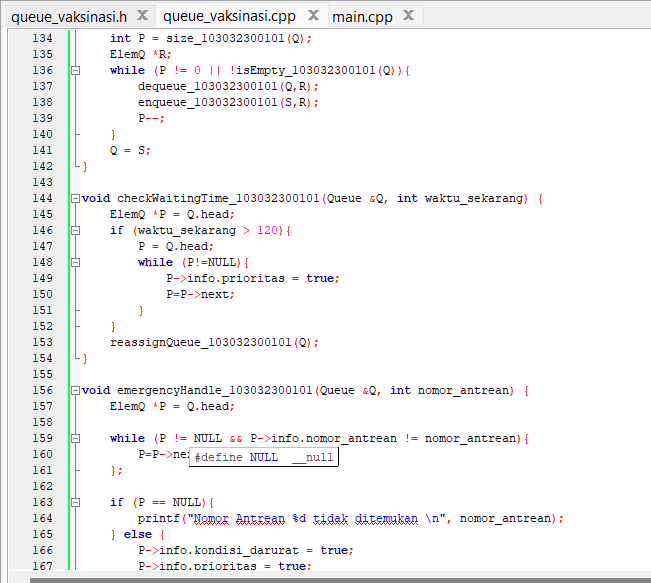 queue_vaksinasi.h X queue_vaksinasi.cpp X main.cpp X
134 int P = size_103032300101(Q);
135 ElemQ *R;
136 while (P != 0 || !isEmpty_103032300101(Q)){
137 dequeue_103032300101(Q,R);
138 enqueue_103032300101(S,R);
139 P--;
140 }
141 Q = S;
142 }
143
144 void checkWaitingTime_103032300101(Queue &Q, int waktu_sekarang) {
145 ElemQ *P = Q.head;
146 if (waktu_sekarang > 120){
147 P = Q.head;
148 while (P!=NULL){
149 P->info.prioritas = true;
150 P=P->next;
151 }
152 }
153 reassignQueue_103032300101(Q);
154 }
155
156 void emergencyHandle_103032300101(Queue &Q, int nomor_antrean) {
157 ElemQ *P = Q.head;
158
159 while (P != NULL && P->info.nomor_antrean != nomor_antrean){
160 P=P->ne
#define NULL __null
161 };
162
163 if (P == NULL){
164 printf("Nomor Antrean %d tidak ditemukan \n", nomor_antrean);
165 } else {
166 P->info.kondisi_darurat = true;
167 P->info.prioritas = true;